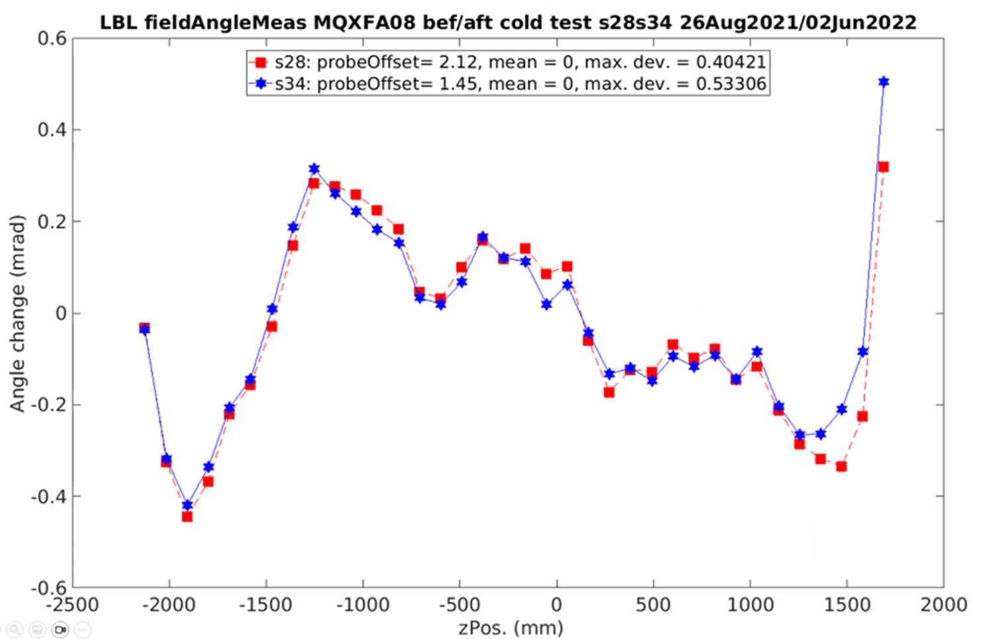 LBL fieldAngleMeas MQXFA08 bef/aft cold test s28s34 26Aug2021/02Jun2022
s28: probeOffset= 2.12, mean = 0, max. dev. = 0.40421
s34: probeOffset= 1.45, mean = 0, max. dev. = 0.53306
0.6
0.4
0.2
0
-0.2
-0.4
-0.6
Angle change (mrad)
-2500 -2000 -1500 -1000 -500 0 500 1000 1500 2000
zPos. (mm)